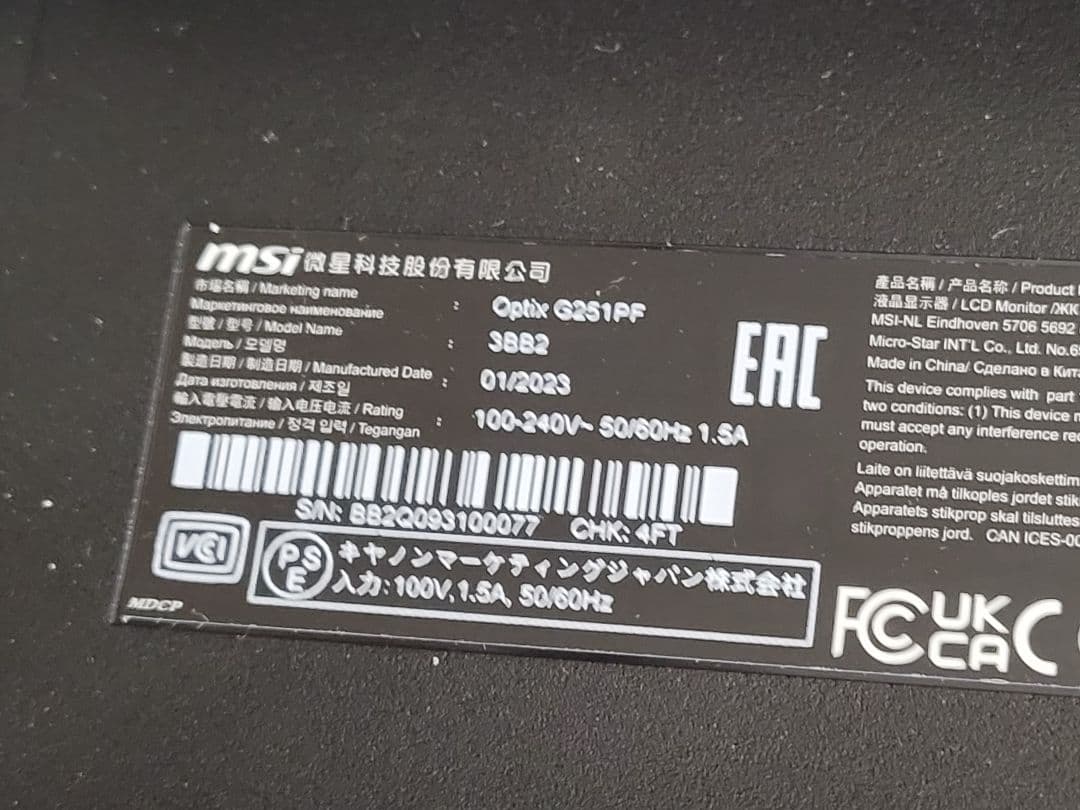 msi 微星科技股份有限公司
市場名稱 / Marketing name
Маркетинговое наименование : Optix G251PF
型號 / 型号 / Model Name
Модель / 모델명 : 3BB2
製造日期 / 制造日期 / Manufactured Date
Дата изготовления / 제조일 : 01/2023
輸入電壓電流 / 输入电压电流 / Rating
Электропитание / 정격 입력 / Tegangan : 100-240V~ 50/60Hz 1.5A
S/N: BB2Q093100077 CHK: 4FT
VCCI
PSE
キヤノンマーケティングジャパン株式会社
入力:100V, 1.5A, 50/60Hz
MDCP
EAC
產品名稱 / 产品名称 / Product
液晶显示器 / LCD Monitor / ЖК
MSI-NL Eindhoven 5706 5692
Micro-Star INT'L Co., Ltd. No.69
Made in China/ Сделано в Кита
This device complies with part
two conditions: (1) This device m
must accept any interference rec
operation.
Laite on liitettävä suojakoskettim
Apparatet må tilkoples jordet stik
Apparatets stikprop skal tilsluttes
stikproppens jord. CAN ICES-00
FC UK
CA C